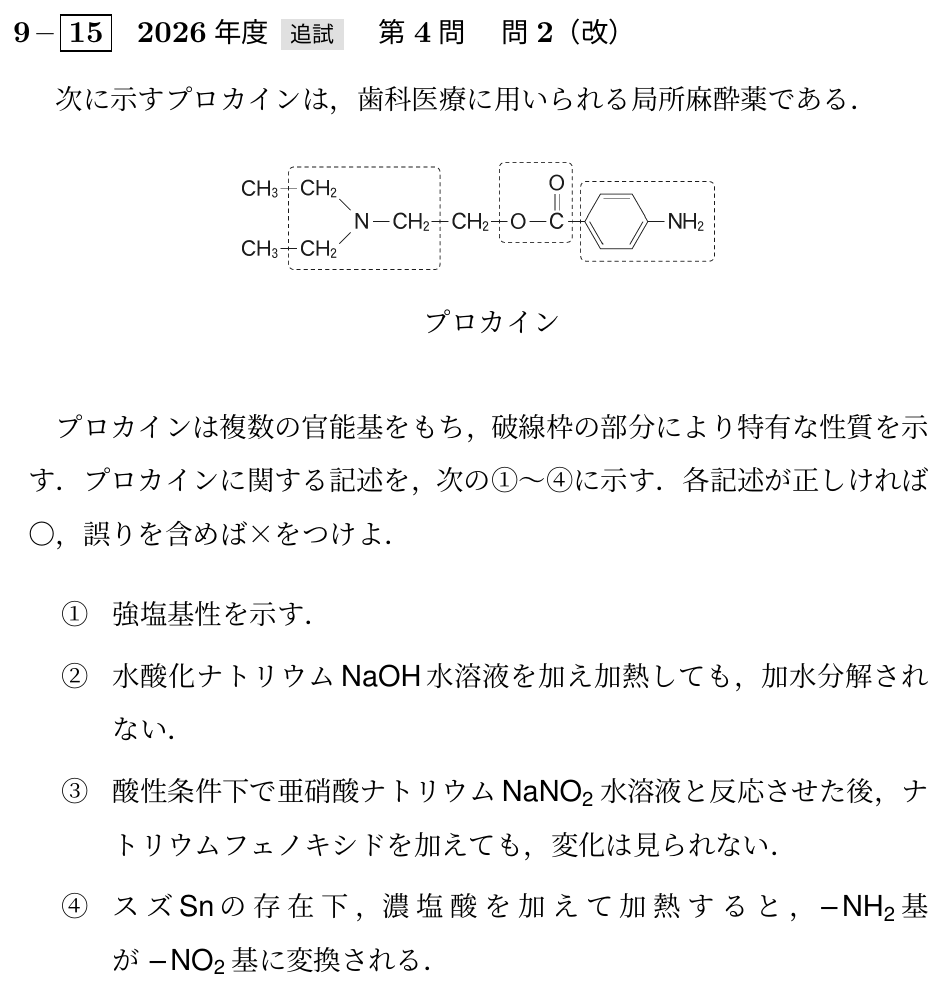 9－15 2026 年度 追試 第 4 問 問 2（改）
次に示すプロカインは，歯科医療に用いられる局所麻酔薬である．
O
CH₃－CH₂
N－CH₂－CH₂－O－C－NH₂
CH₃－CH₂
プロカイン
プロカインは複数の官能基をもち，破線枠の部分により特有な性質を示
す．プロカインに関する記述を，次の①～④に示す．各記述が正しければ
○，誤りを含めば×をつけよ．
① 強塩基性を示す．
② 水酸化ナトリウム NaOH 水溶液を加え加熱しても，加水分解され
ない．
③ 酸性条件下で亜硝酸ナトリウム NaNO₂ 水溶液と反応させた後，ナ
トリウムフェノキシドを加えても，変化は見られない．
④ スズ Sn の存在下，濃塩酸を加えて加熱すると，－NH₂ 基
が －NO₂ 基に変換される．